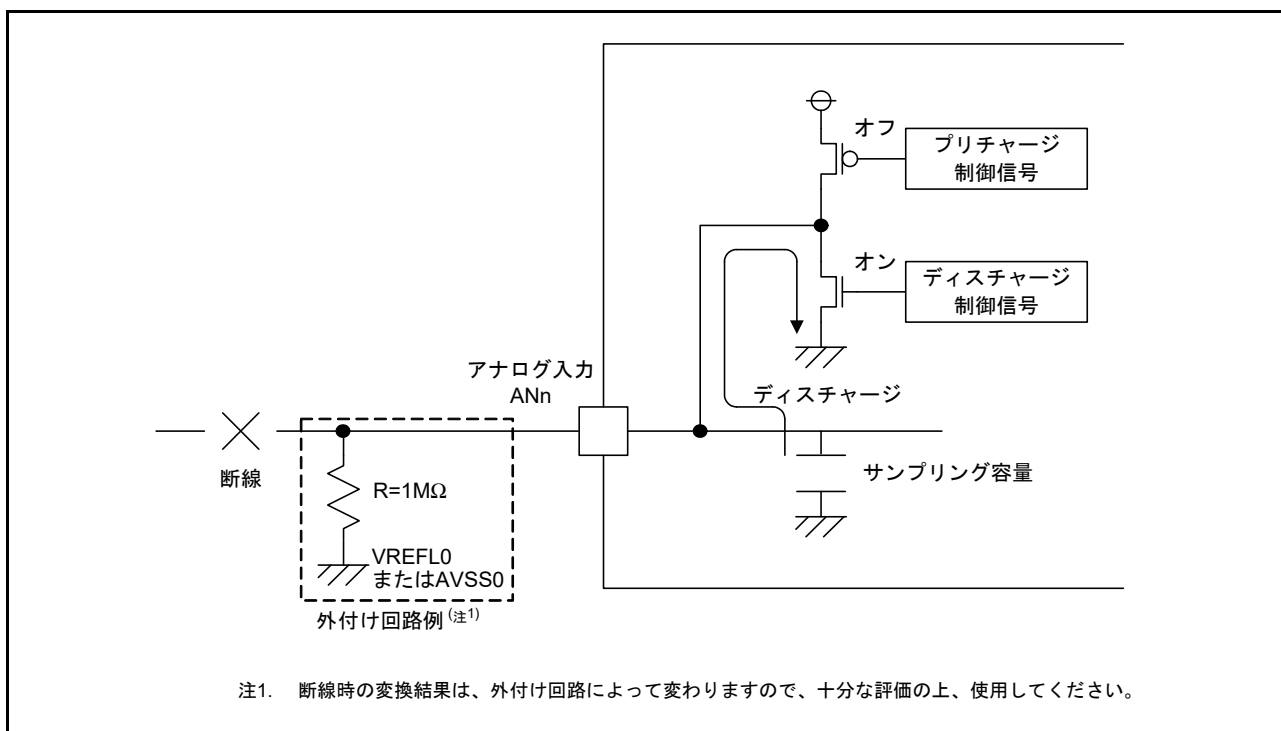 オフ
プリチャージ
制御信号
オン
ディスチャージ
制御信号
アナログ入力
ANn
ディスチャージ
断線
R=1MΩ
サンプリング容量
VREFL0
またはAVSS0
外付け回路例 (注1)
注1. 断線時の変換結果は、外付け回路によって変わりますので、十分な評価の上、使用してください。